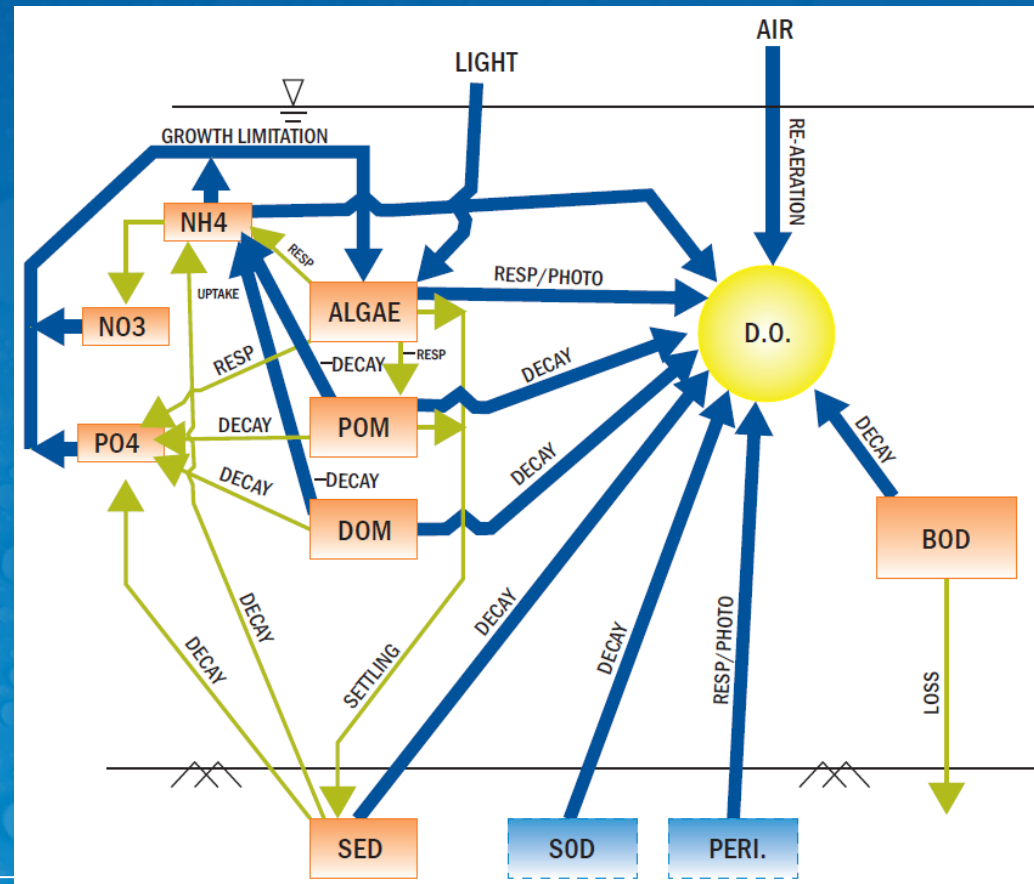 AIR
LIGHT
GROWTH LIMITATION
RE-AERATION
NH4
RESP
RESP/PHOTO
UPTAKE
ALGAE
NO3
D.O.
RESP
DECAY
RESP
DECAY
POM
DECAY
PO4
DECAY
DECAY
DECAY
DECAY
DOM
BOD
DECAY
DECAY
DECAY
DECAY
RESP/PHOTO
SETTLING
LOSS
SED
SOD
PERI.